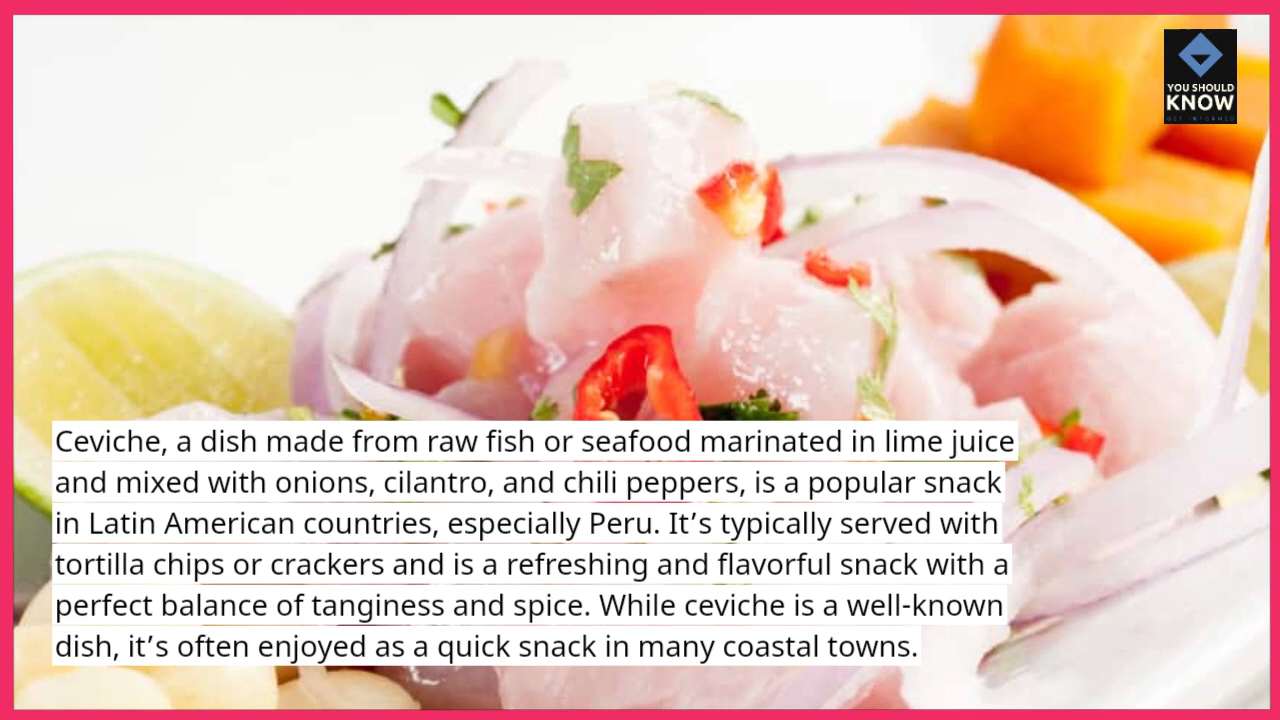 YOU SHOULD
KNOW
GET INFORMED
Ceviche, a dish made from raw fish or seafood marinated in lime juice
and mixed with onions, cilantro, and chili peppers, is a popular snack
in Latin American countries, especially Peru. It’s typically served with
tortilla chips or crackers and is a refreshing and flavorful snack with a
perfect balance of tanginess and spice. While ceviche is a well-known
dish, it’s often enjoyed as a quick snack in many coastal towns.